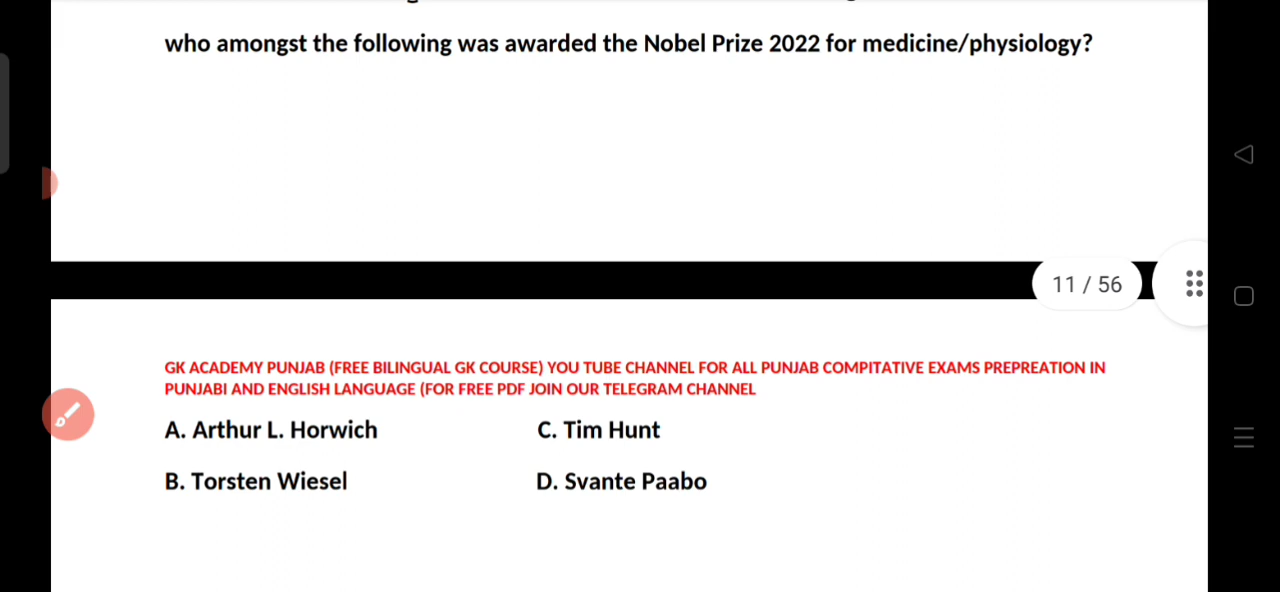 who amongst the following was awarded the Nobel Prize 2022 for medicine/physiology?
11 / 56
GK ACADEMY PUNJAB (FREE BILINGUAL GK COURSE) YOU TUBE CHANNEL FOR ALL PUNJAB COMPITATIVE EXAMS PREPREATION IN
PUNJABI AND ENGLISH LANGUAGE (FOR FREE PDF JOIN OUR TELEGRAM CHANNEL
A. Arthur L. Horwich
C. Tim Hunt
B. Torsten Wiesel
D. Svante Paabo